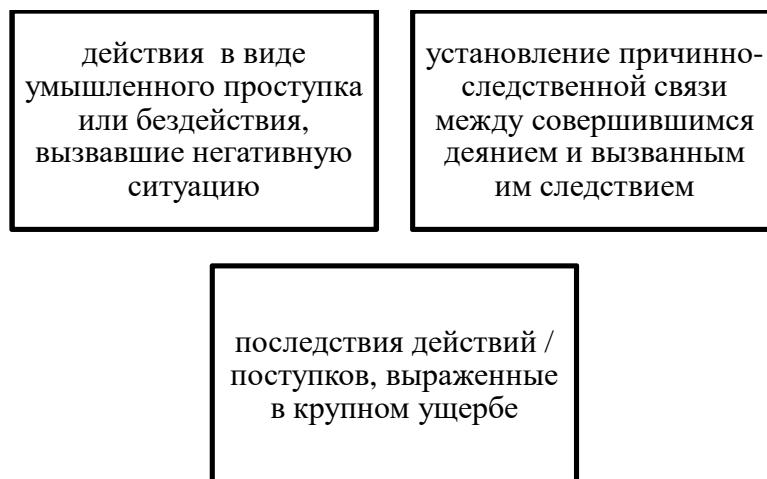 действия в виде
умышленного проступка
или бездействия,
вызвавшие негативную
ситуацию
установление причинно-
следственной связи
между совершившимся
деянием и вызванным
им следствием
последствия действий /
поступков, выраженные
в крупном ущербе